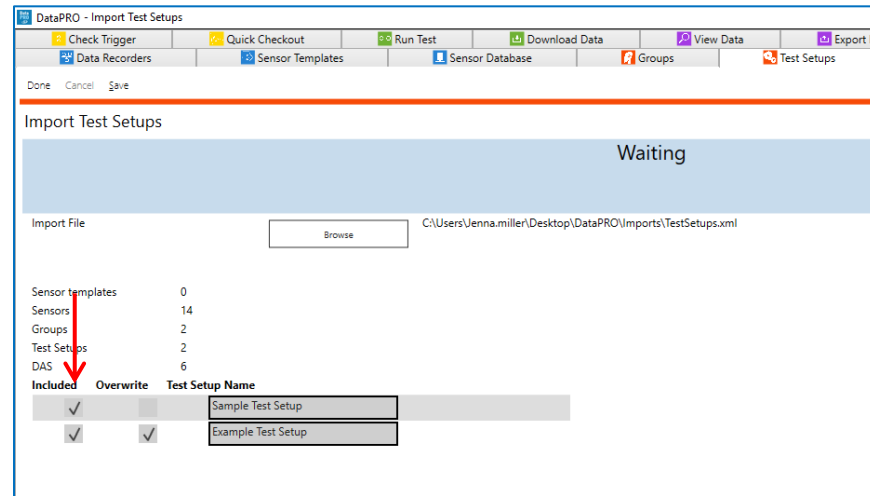 DataPRO - Import Test Setups
Check Trigger Quick Checkout Run Test Download Data View Data Export
Data Recorders Sensor Templates Sensor Database Groups Test Setups
Done Cancel Save
Import Test Setups
Waiting
Import File Browse C:\Users\Jenna.miller\Desktop\DataPRO\Imports\TestSetups.xml
Sensor templates 0
Sensors 14
Groups 2
Test Setups 2
DAS 6
Included Overwrite Test Setup Name
Sample Test Setup
Example Test Setup